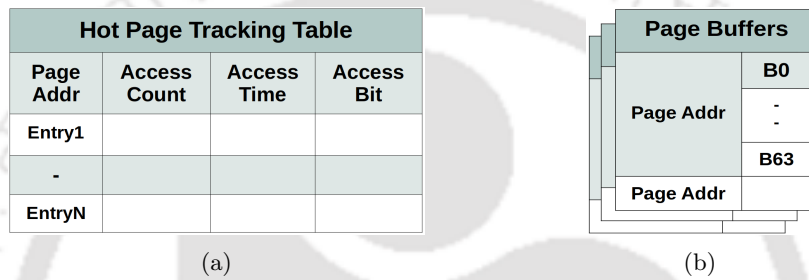 Hot Page Tracking Table
Page Addr Access Count Access Time Access Bit
Entry1
-
EntryN
(a)
Page Buffers
Page Addr B0
-
-
B63
Page Addr
(b)